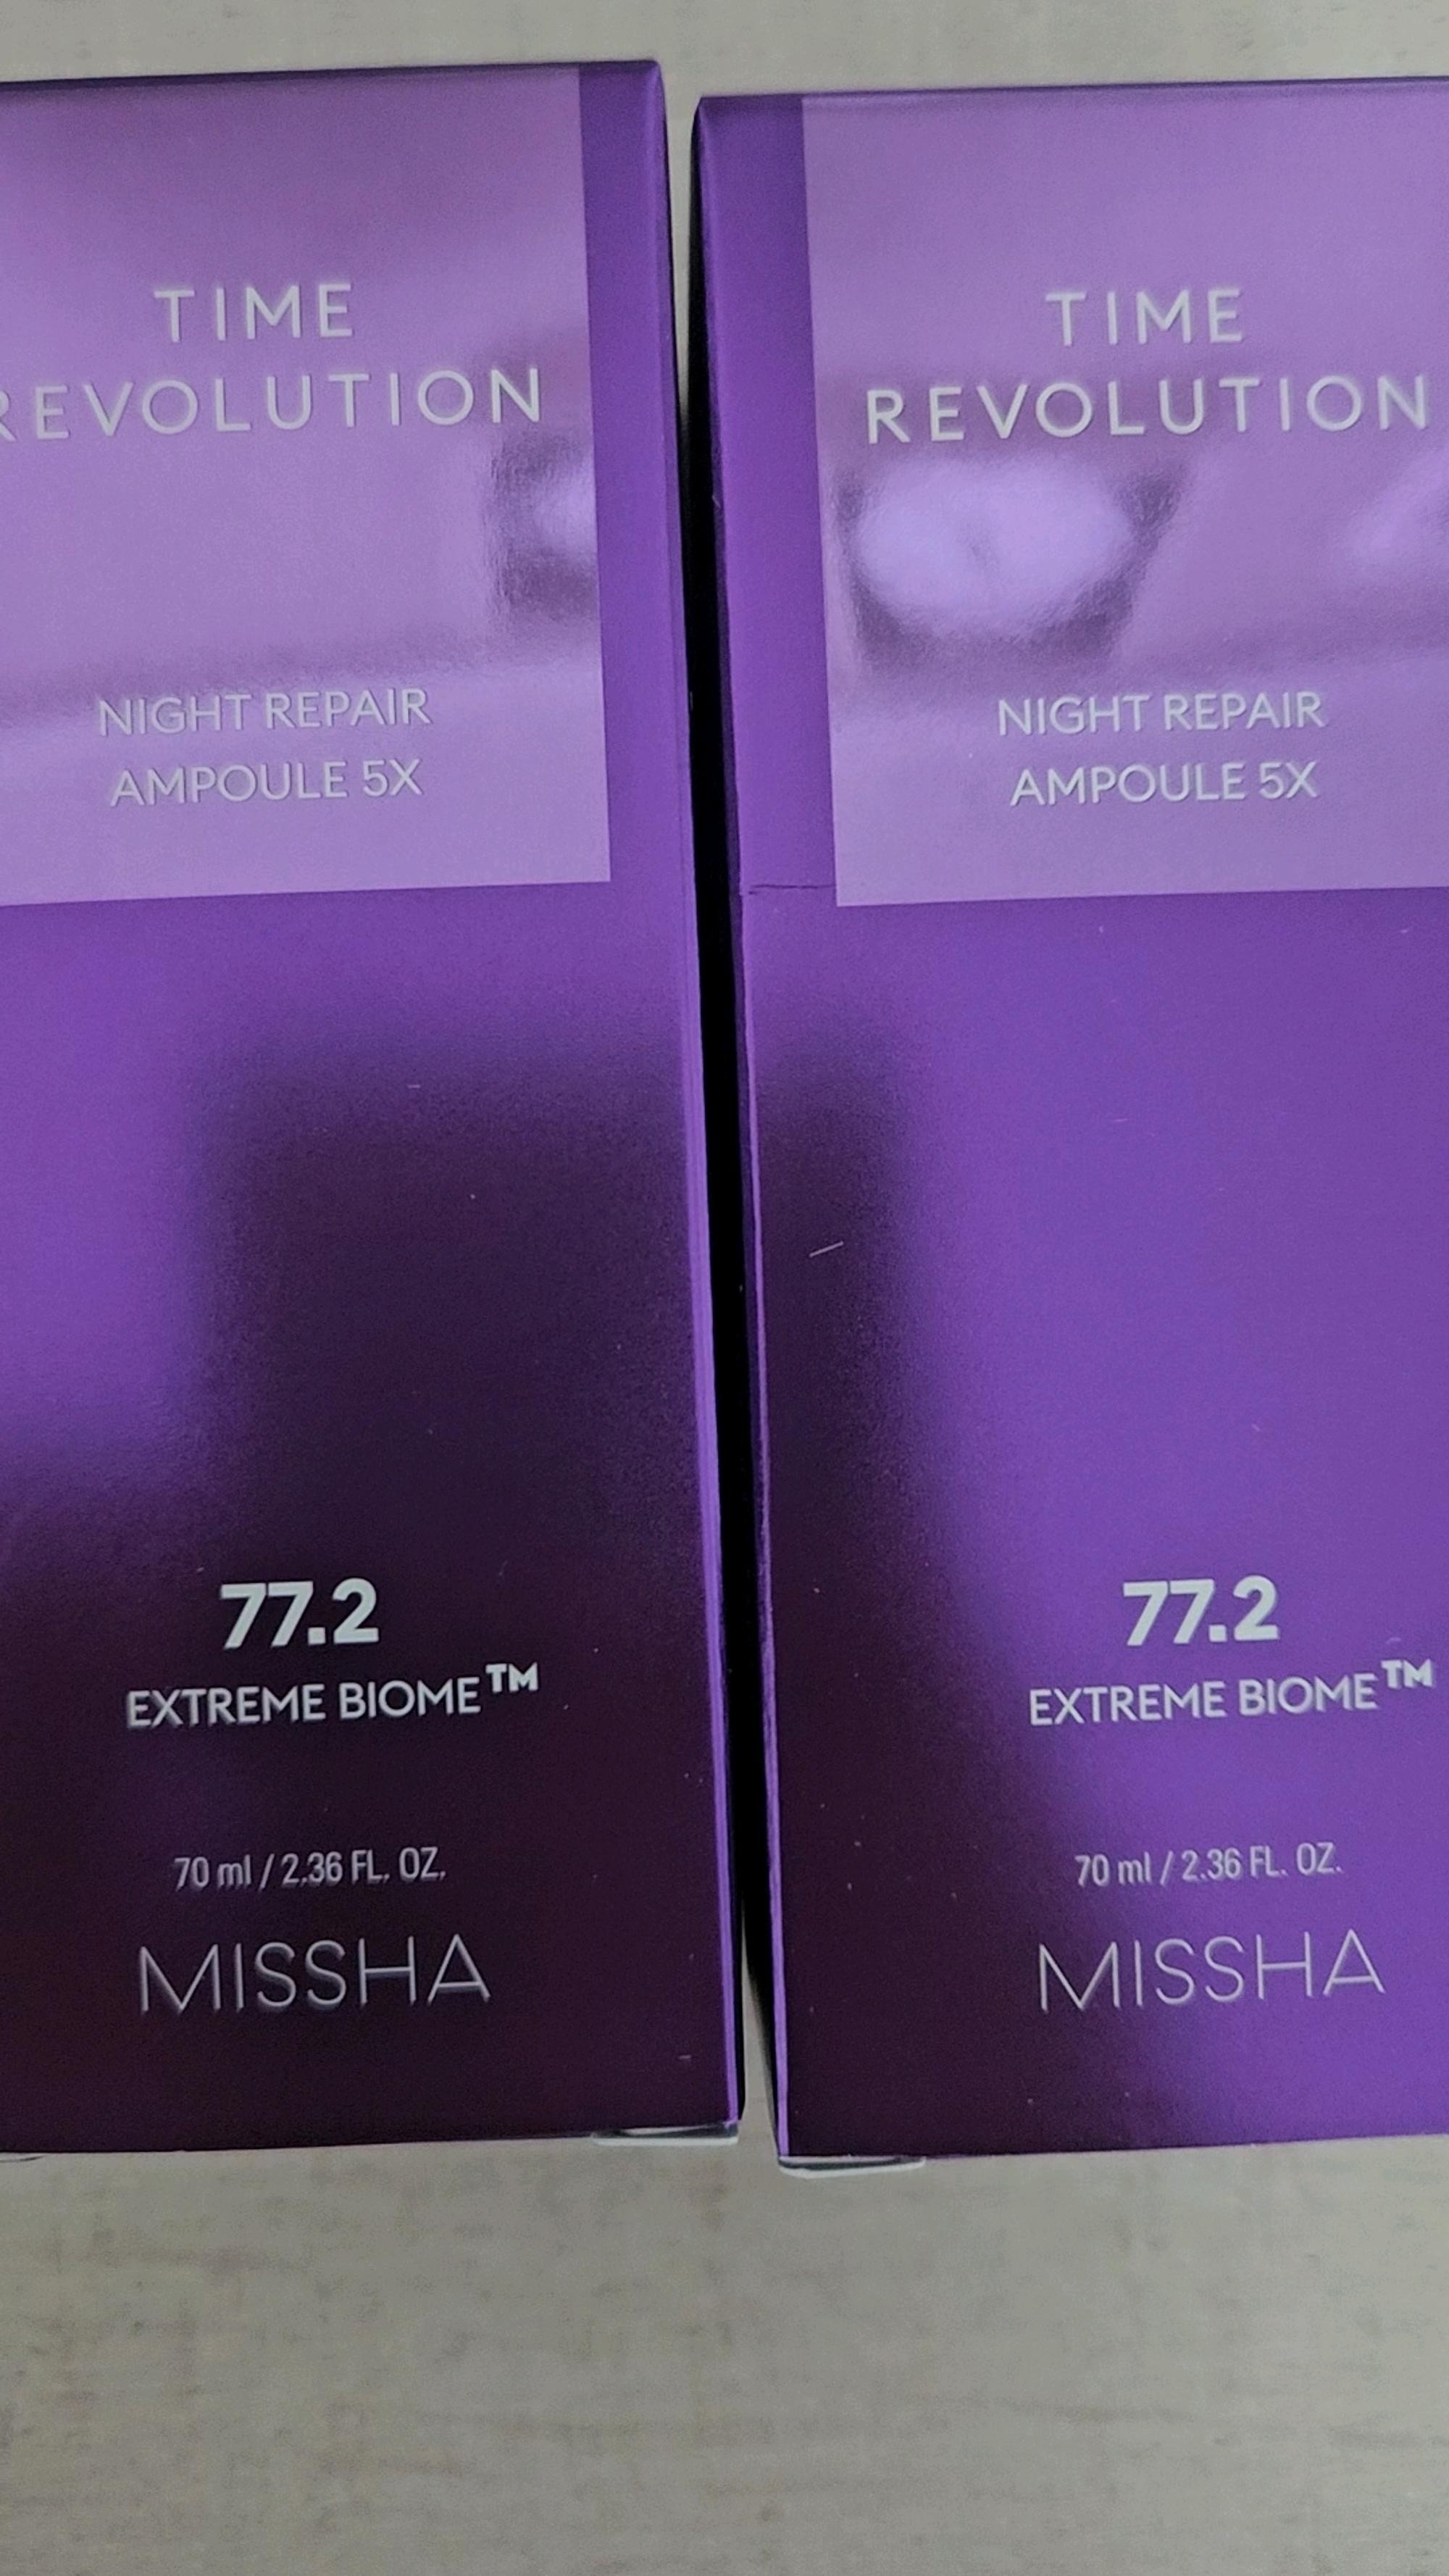 TIME
REVOLUTION
NIGHT REPAIR
AMPOULE 5X
77.2
EXTREME BIOME™
70 ml / 2.36 FL. OZ.
MISSHA
TIME
REVOLUTION
NIGHT REPAIR
AMPOULE 5X
77.2
EXTREME BIOME™
70 ml / 2.36 FL. OZ.
MISSHA